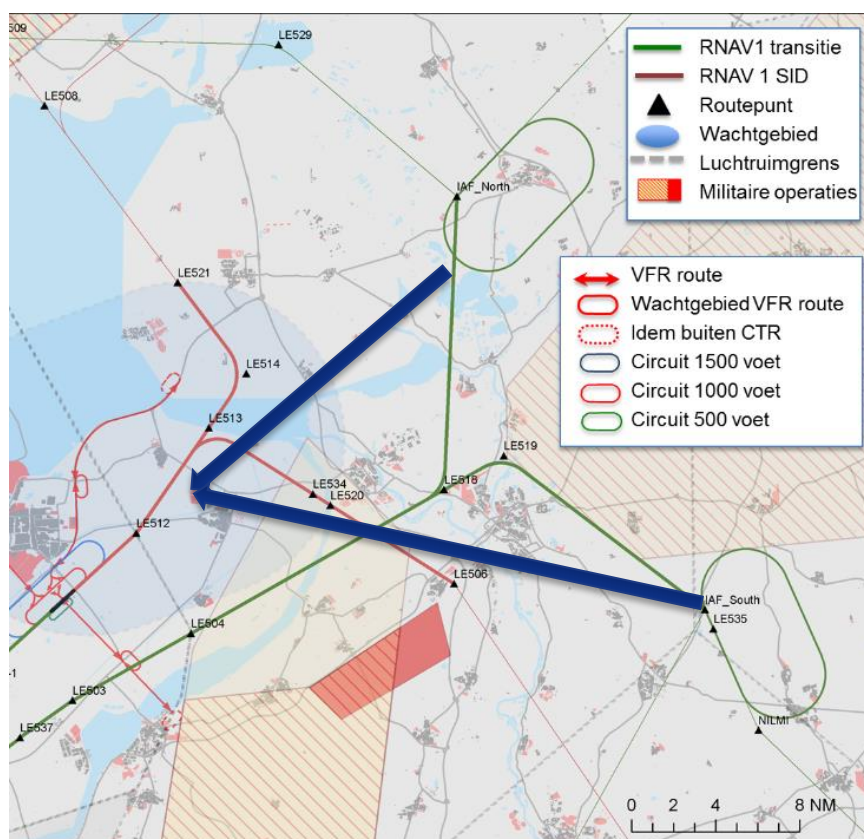 509
LE529
LE508
IAF_North
LE521
LE514
LE513
LE519
LE518
LE534
LE520
LE512
LE506
IAF_South
LE535
LE504
LE503
NILMI
LE537
-1
RNAV1 transitie
RNAV 1 SID
Routepunt
Wachtgebied
Luchtruimgrens
Militaire operaties
VFR route
Wachtgebied VFR route
Idem buiten CTR
Circuit 1500 voet
Circuit 1000 voet
Circuit 500 voet
0 2 4 8 NM